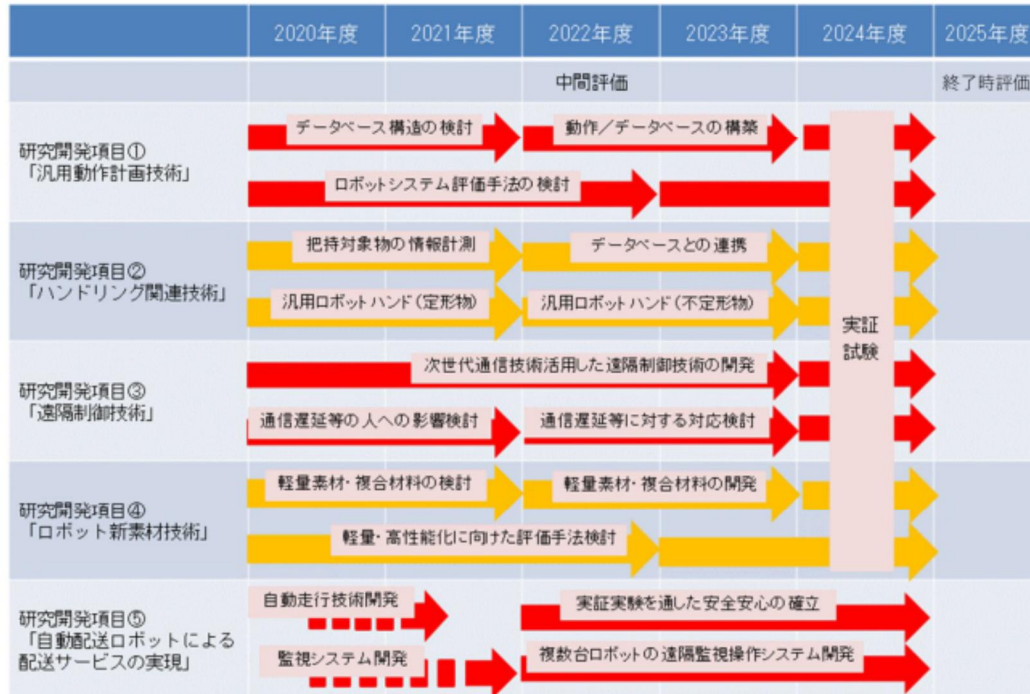 2020年度 2021年度 2022年度 2023年度 2024年度 2025年度
中間評価 終了時評価
研究開発項目①
「汎用動作計画技術」
データベース構造の検討 動作／データベースの構築
ロボットシステム評価手法の検討
研究開発項目②
「ハンドリング関連技術」
把持対象物の情報計測 データベースとの連携
汎用ロボットハンド（定形物） 汎用ロボットハンド（不定形物）
実証
試験
研究開発項目③
「遠隔制御技術」
次世代通信技術活用した遠隔制御技術の開発
通信遅延等の人への影響検討 通信遅延等に対する対応検討
研究開発項目④
「ロボット新素材技術」
軽量素材・複合材料の検討 軽量素材・複合材料の開発
軽量・高性能化に向けた評価手法検討
研究開発項目⑤
「自動配送ロボットによる
配送サービスの実現」
自動走行技術開発 実証実験を通した安全安心の確立
監視システム開発 複数台ロボットの遠隔監視操作システム開発